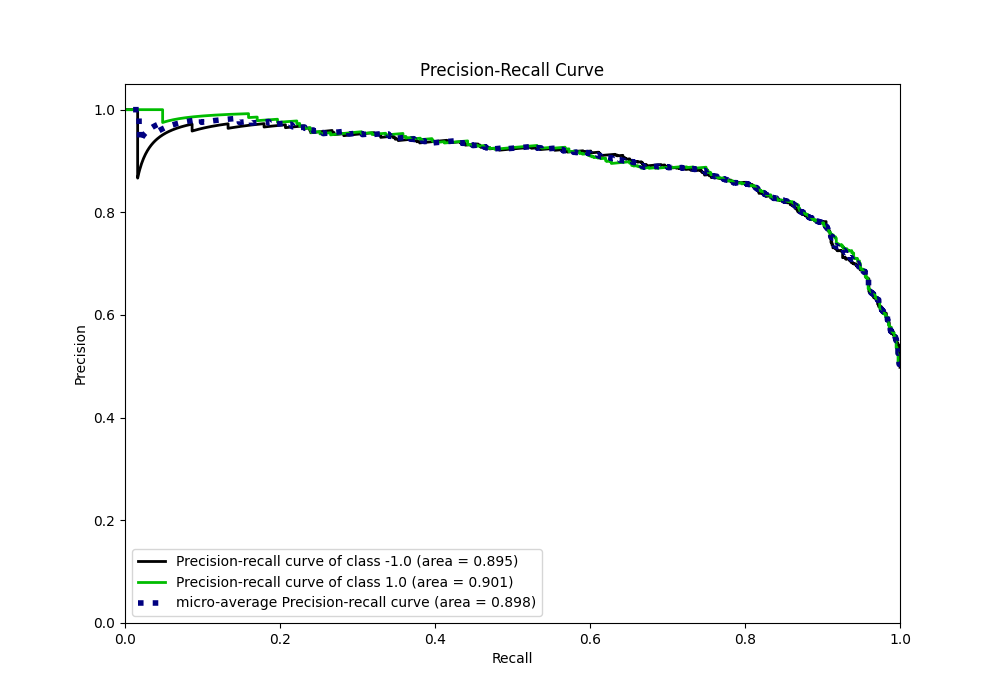 Precision-Recall Curve
1.0
0.8
0.6
0.4
0.2
0.0
Precision
Precision-recall curve of class -1.0 (area = 0.895)
Precision-recall curve of class 1.0 (area = 0.901)
micro-average Precision-recall curve (area = 0.898)
0.0 0.2 0.4 0.6 0.8 1.0
Recall